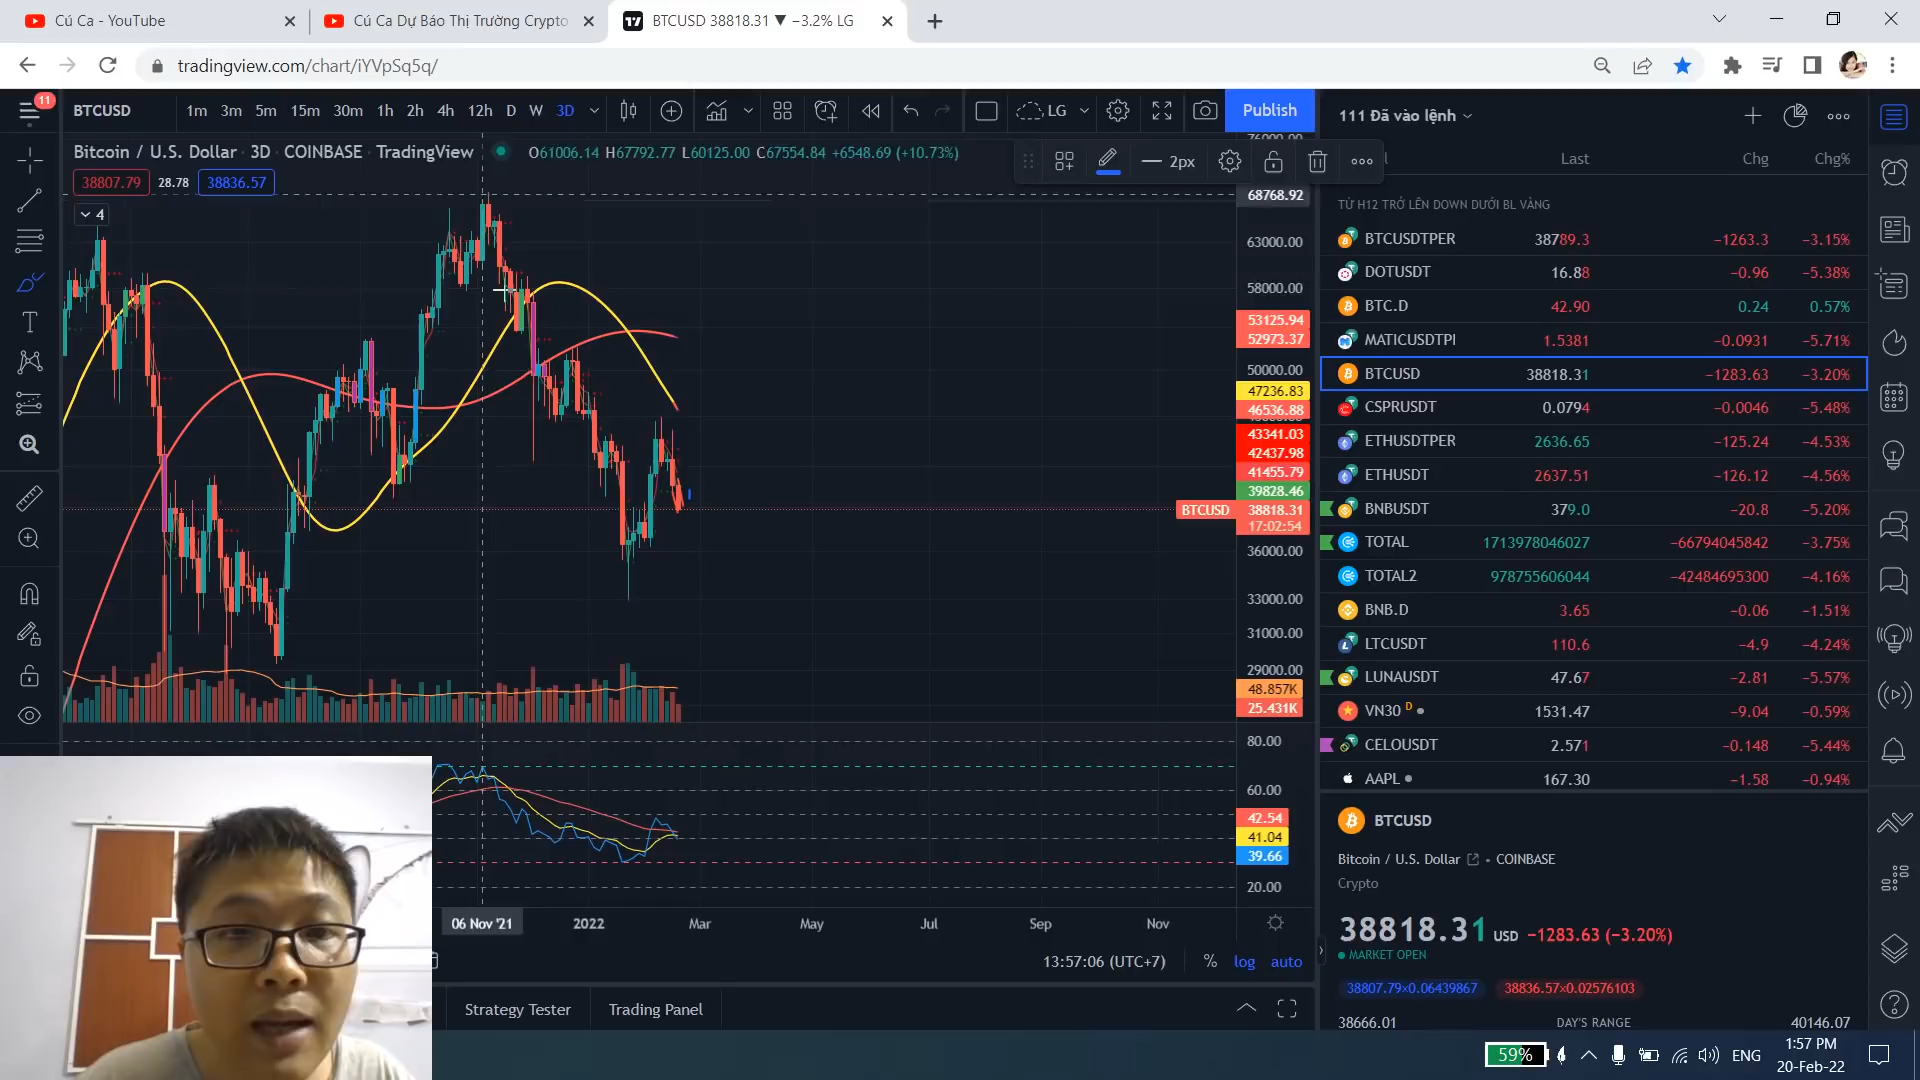 Cú Ca - YouTube
Cú Ca Dự Báo Thị Trường Crypto
BTCUSD 38818.31 ▼ −3.2% LG
tradingview.com/chart/iYVpSq5q/
11
BTCUSD
1m 3m 5m 15m 30m 1h 2h 4h 12h D W 3D
LG
Publish
111 Đã vào lệnh
Bitcoin / U.S. Dollar · 3D · COINBASE · TradingView
O61006.14 H67792.77 L60125.00 C67554.84 +6548.69 (+10.73%)
2px
Last Chg Chg%
38807.79 28.78 38836.57
4
68768.92
63000.00
58000.00
53125.94
52973.37
50000.00
47236.83
46536.88
43341.03
42437.98
41455.79
39828.46
BTCUSD 38818.31
17:02:54
36000.00
33000.00
31000.00
29000.00
48.857K
25.431K
80.00
60.00
42.54
41.04
39.66
20.00
06 Nov '21 2022 Mar May Jul Sep Nov
13:57:06 (UTC+7) % log auto
Strategy Tester Trading Panel
TỪ H12 TRỞ LÊN DOWN DƯỚI BL VÀNG
BTCUSDTPER 38789.3 −1263.3 −3.15%
DOTUSDT 16.88 −0.96 −5.38%
BTC.D 42.90 0.24 0.57%
MATICUSDTPI 1.5381 −0.0931 −5.71%
BTCUSD 38818.31 −1283.63 −3.20%
CSPRUSDT 0.0794 −0.0046 −5.48%
ETHUSDTPER 2636.65 −125.24 −4.53%
ETHUSDT 2637.51 −126.12 −4.56%
BNBUSDT 379.0 −20.8 −5.20%
TOTAL 1713978046027 −66794045842 −3.75%
TOTAL2 978755606044 −42484695300 −4.16%
BNB.D 3.65 −0.06 −1.51%
LTCUSDT 110.6 −4.9 −4.24%
LUNAUSDT 47.67 −2.81 −5.57%
VN30 D 1531.47 −9.04 −0.59%
CELOUSDT 2.571 −0.148 −5.44%
AAPL 167.30 −1.58 −0.94%
BTCUSD
Bitcoin / U.S. Dollar • COINBASE
Crypto
38818.31 USD −1283.63 (−3.20%)
MARKET OPEN
38807.79×0.06439867 38836.57×0.02576103
38666.01 DAY'S RANGE 40146.07
59% ENG
1:57 PM
20-Feb-22